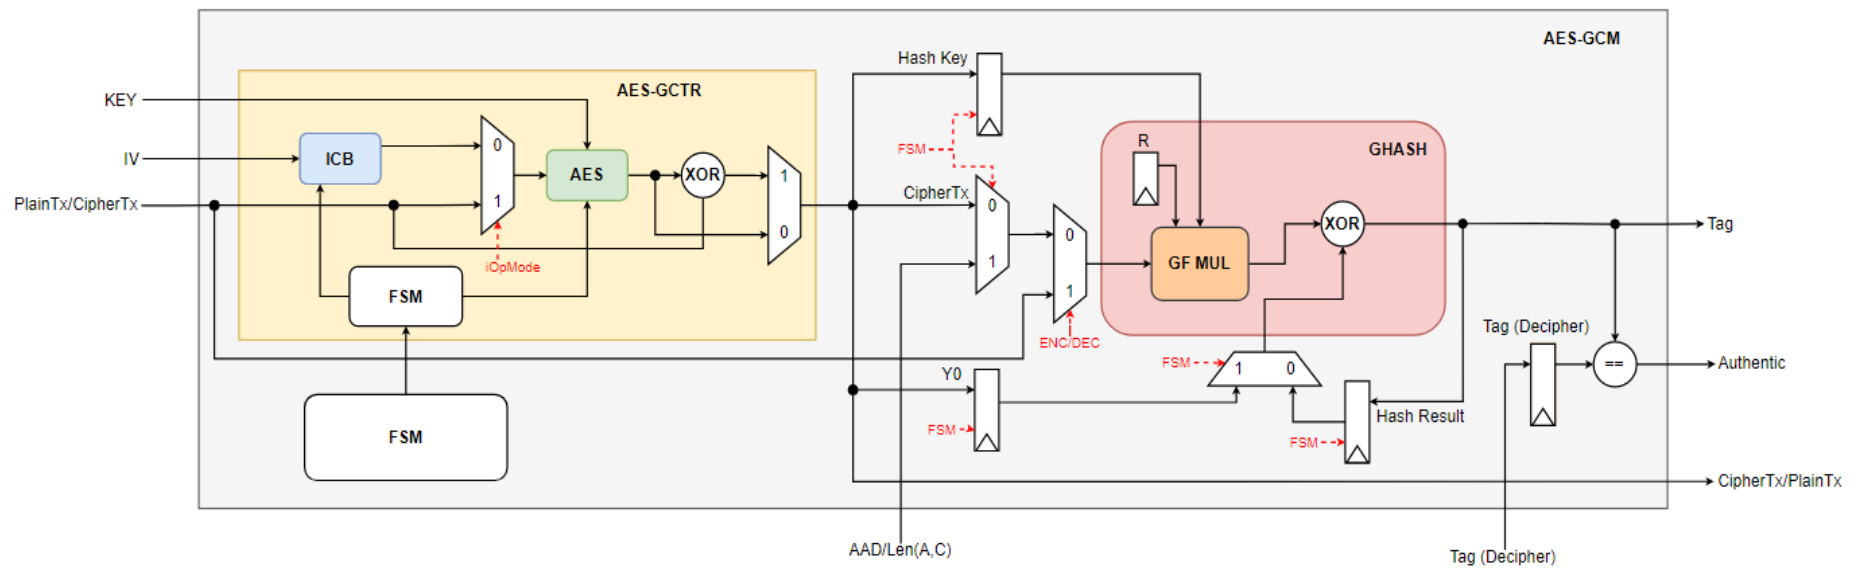 AES-GCM
Hash Key
AES-GCTR
KEY
R
GHASH
0
FSM
IV
ICB
AES
XOR
1
PlainTx/CipherTx
1
CipherTx
0
XOR
Tag
0
0
iOpMode
1
GF MUL
FSM
1
ENC/DEC
Tag (Decipher)
FSM
1
0
==
Authentic
Y0
Hash Result
FSM
FSM
FSM
CipherTx/PlainTx
AAD/Len(A,C)
Tag (Decipher)